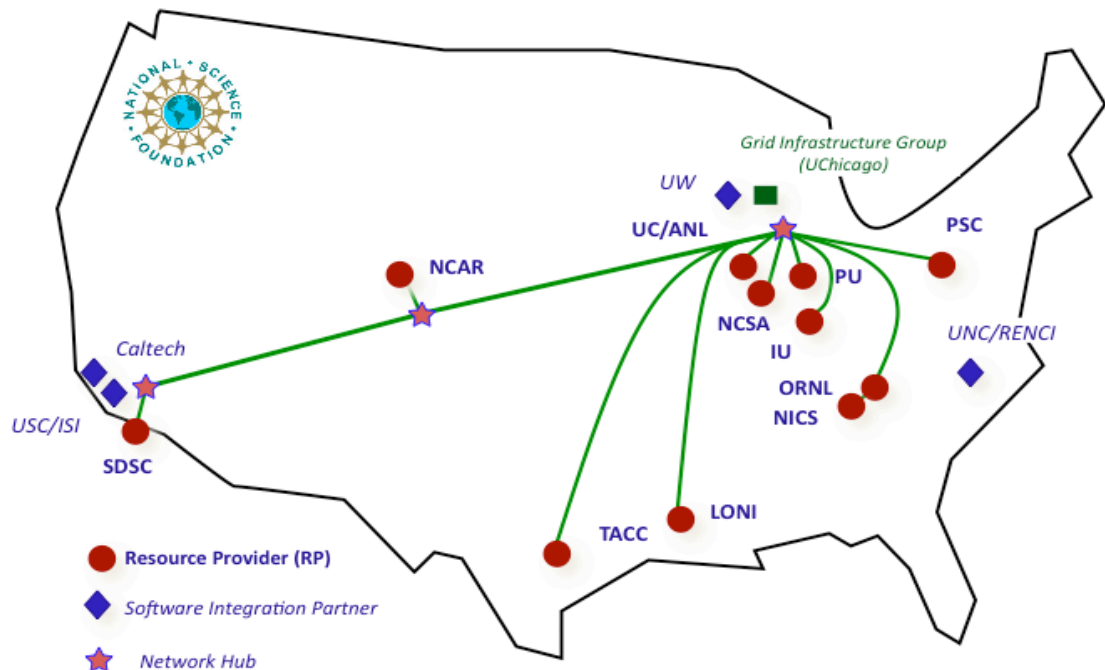 NATIONAL • SCIENCE • FOUNDATION •
Grid Infrastructure Group
(UChicago)
UW
UC/ANL
PSC
NCAR
PU
NCSA
IU
UNC/RENCI
Caltech
ORNL
USC/ISI
NICS
SDSC
LONI
TACC
Resource Provider (RP)
Software Integration Partner
Network Hub